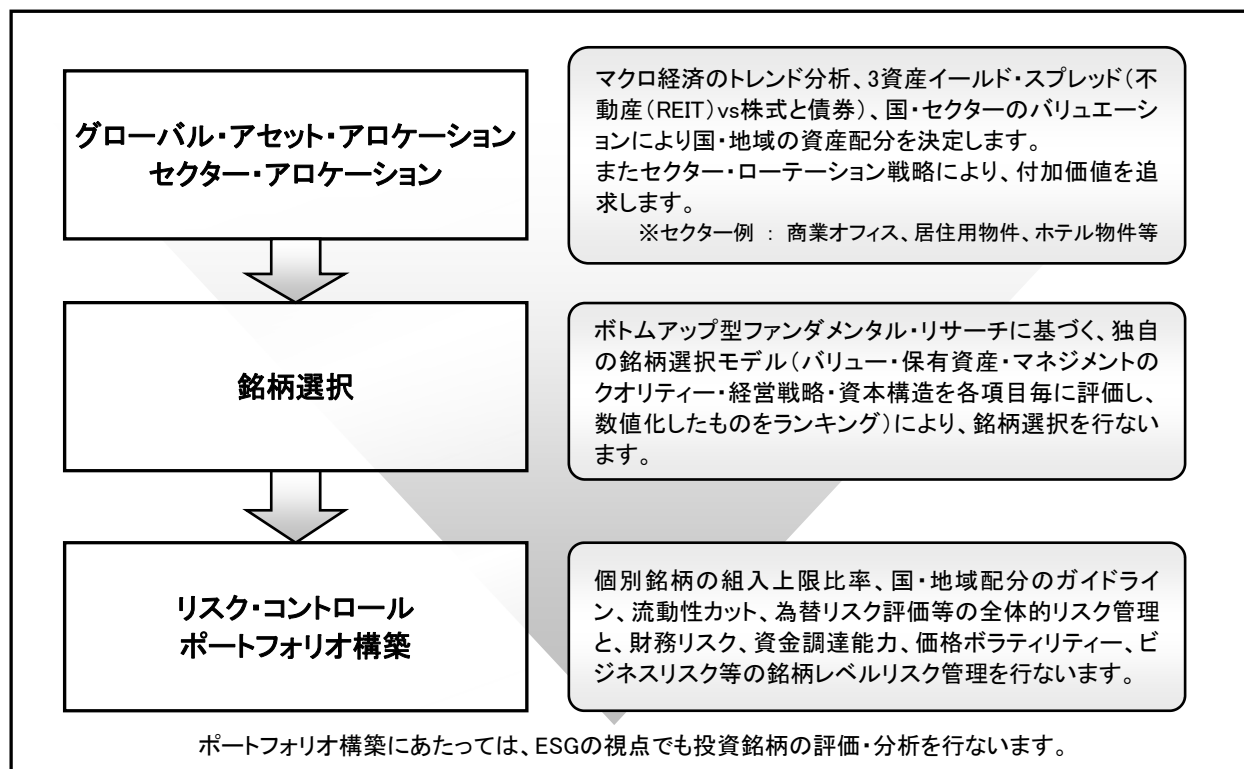 グローバル・アセット・アロケーション
セクター・アロケーション
マクロ経済のトレンド分析、3資産イールド・スプレッド(不
動産(REIT)vs株式と債券)、国・セクターのバリュエーシ
ョンにより国・地域の資産配分を決定します。
またセクター・ローテーション戦略により、付加価値を追
求します。
※セクター例 : 商業オフィス、居住用物件、ホテル物件等
銘柄選択
ボトムアップ型ファンダメンタル・リサーチに基づく、独自
の銘柄選択モデル(バリュー・保有資産・マネジメントの
クオリティー・経営戦略・資本構造を各項目毎に評価し、
数値化したものをランキング)により、銘柄選択を行ない
ます。
リスク・コントロール
ポートフォリオ構築
個別銘柄の組入上限比率、国・地域配分のガイドライ
ン、流動性カット、為替リスク評価等の全体的リスク管理
と、財務リスク、資金調達能力、価格ボラティリティー、ビ
ジネスリスク等の銘柄レベルリスク管理を行ないます。
ポートフォリオ構築にあたっては、ESGの視点でも投資銘柄の評価・分析を行ないます。